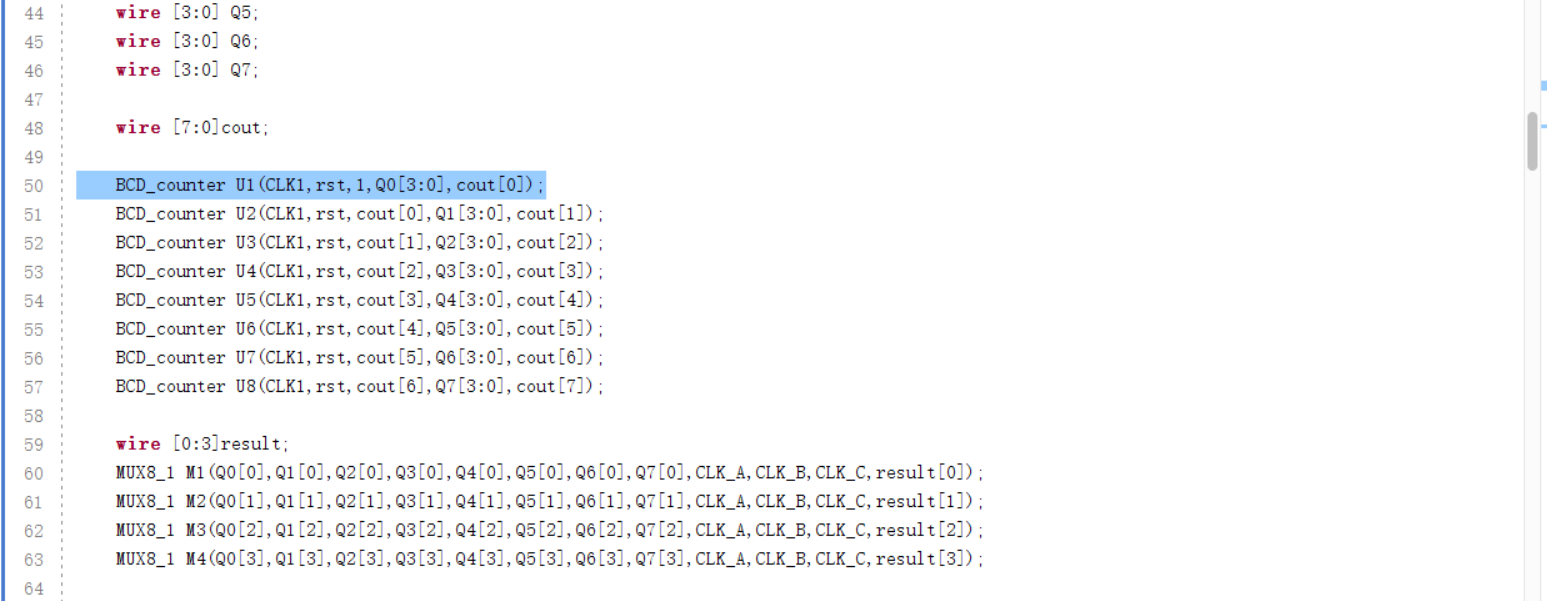 44 wire [3:0] Q5;
45 wire [3:0] Q6;
46 wire [3:0] Q7;
47
48 wire [7:0]cout;
49
50 BCD_counter U1(CLK1,rst,1,Q0[3:0],cout[0]);
51 BCD_counter U2(CLK1,rst,cout[0],Q1[3:0],cout[1]);
52 BCD_counter U3(CLK1,rst,cout[1],Q2[3:0],cout[2]);
53 BCD_counter U4(CLK1,rst,cout[2],Q3[3:0],cout[3]);
54 BCD_counter U5(CLK1,rst,cout[3],Q4[3:0],cout[4]);
55 BCD_counter U6(CLK1,rst,cout[4],Q5[3:0],cout[5]);
56 BCD_counter U7(CLK1,rst,cout[5],Q6[3:0],cout[6]);
57 BCD_counter U8(CLK1,rst,cout[6],Q7[3:0],cout[7]);
58
59 wire [0:3]result;
60 MUX8_1 M1(Q0[0],Q1[0],Q2[0],Q3[0],Q4[0],Q5[0],Q6[0],Q7[0],CLK_A,CLK_B,CLK_C,result[0]);
61 MUX8_1 M2(Q0[1],Q1[1],Q2[1],Q3[1],Q4[1],Q5[1],Q6[1],Q7[1],CLK_A,CLK_B,CLK_C,result[1]);
62 MUX8_1 M3(Q0[2],Q1[2],Q2[2],Q3[2],Q4[2],Q5[2],Q6[2],Q7[2],CLK_A,CLK_B,CLK_C,result[2]);
63 MUX8_1 M4(Q0[3],Q1[3],Q2[3],Q3[3],Q4[3],Q5[3],Q6[3],Q7[3],CLK_A,CLK_B,CLK_C,result[3]);
64